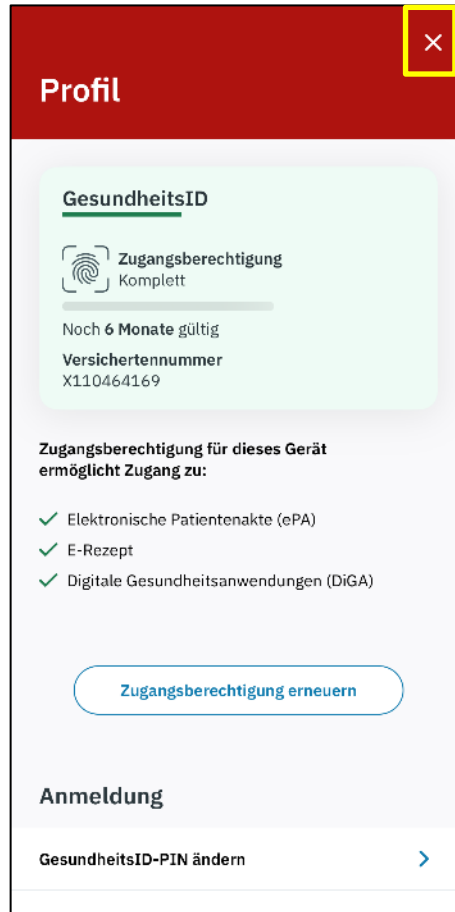 Profil
GesundheitsID
Zugangsberechtigung
Komplett
Noch 6 Monate gültig
Versichertennummer
X110464169
Zugangsberechtigung für dieses Gerät
ermöglicht Zugang zu:
Elektronische Patientenakte (ePA)
E-Rezept
Digitale Gesundheitsanwendungen (DiGA)
Zugangsberechtigung erneuern
Anmeldung
GesundheitsID-PIN ändern